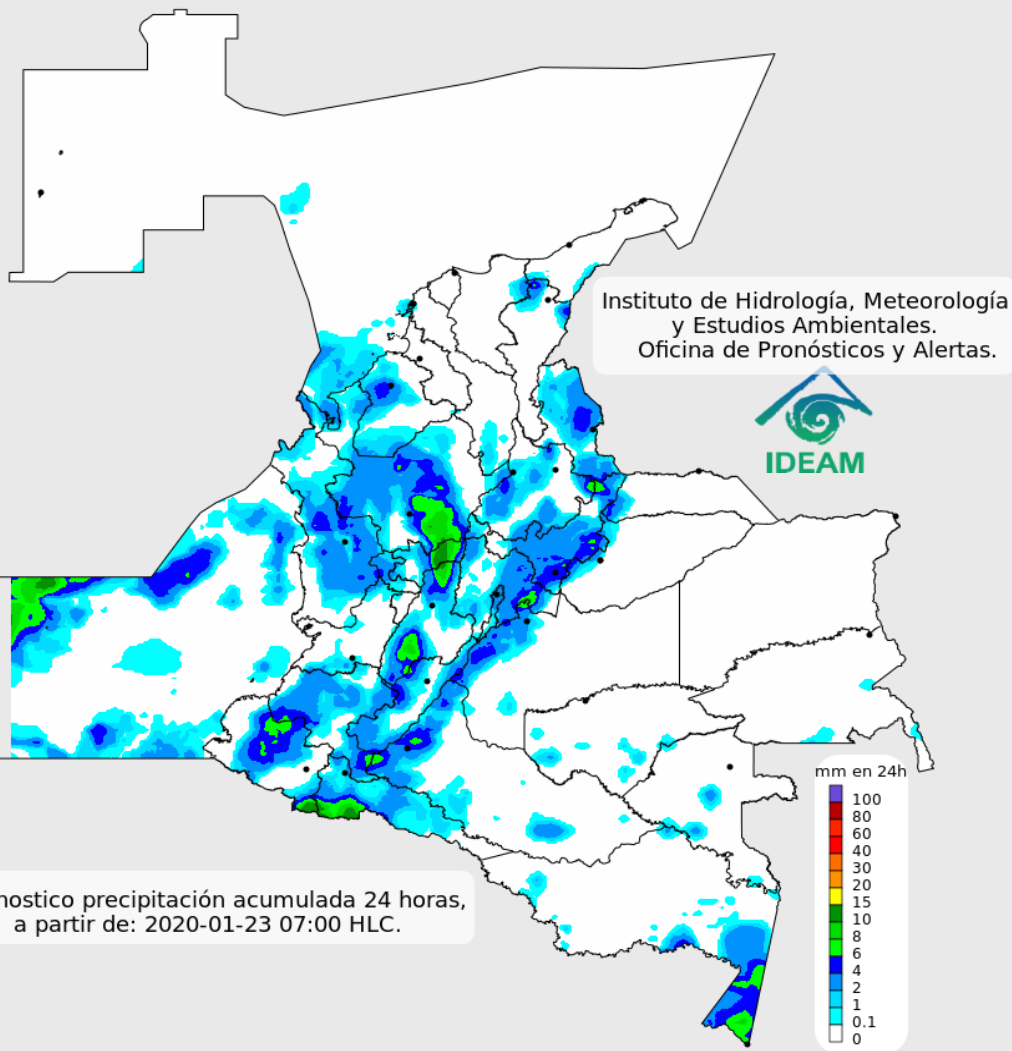 Instituto de Hidrología, Meteorología
y Estudios Ambientales.
Oficina de Pronósticos y Alertas.
IDEAM
mm en 24h
100
80
60
40
30
20
15
10
8
6
4
2
1
0.1
0
nostico precipitación acumulada 24 horas,
a partir de: 2020-01-23 07:00 HLC.